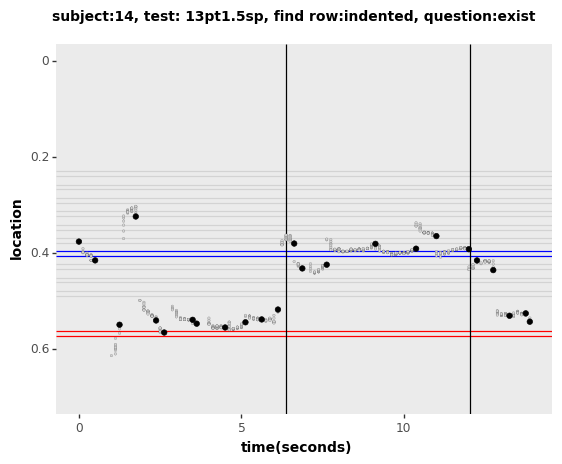 subject:14, test: 13pt1.5sp, find row:indented, question:exist
0
0.2
0.4
0.6
location
0
5
10
time(seconds)